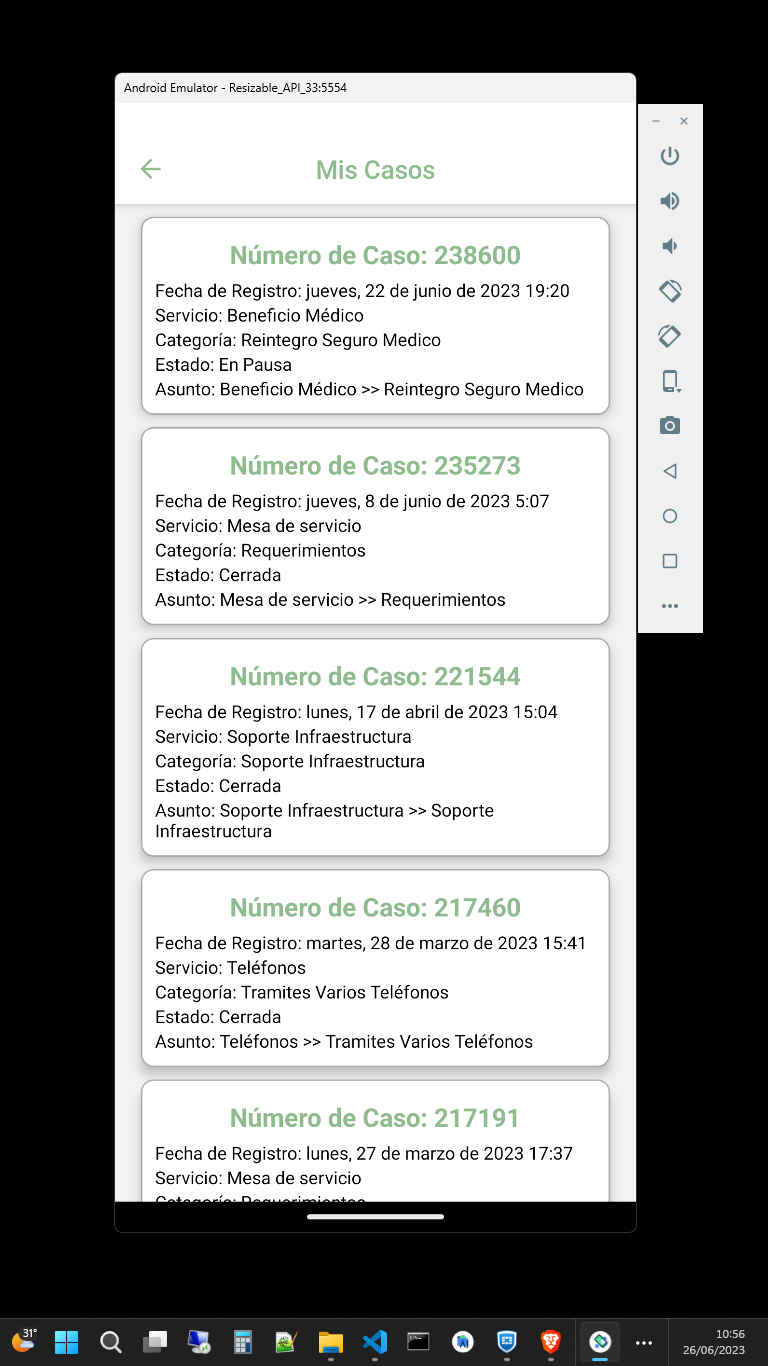 Android Emulator - Resizable_API_33:5554
Mis Casos
Número de Caso: 238600
Fecha de Registro: jueves, 22 de junio de 2023 19:20
Servicio: Beneficio Médico
Categoría: Reintegro Seguro Medico
Estado: En Pausa
Asunto: Beneficio Médico >> Reintegro Seguro Medico
Número de Caso: 235273
Fecha de Registro: jueves, 8 de junio de 2023 5:07
Servicio: Mesa de servicio
Categoría: Requerimientos
Estado: Cerrada
Asunto: Mesa de servicio >> Requerimientos
Número de Caso: 221544
Fecha de Registro: lunes, 17 de abril de 2023 15:04
Servicio: Soporte Infraestructura
Categoría: Soporte Infraestructura
Estado: Cerrada
Asunto: Soporte Infraestructura >> Soporte
Infraestructura
Número de Caso: 217460
Fecha de Registro: martes, 28 de marzo de 2023 15:41
Servicio: Teléfonos
Categoría: Tramites Varios Teléfonos
Estado: Cerrada
Asunto: Teléfonos >> Tramites Varios Teléfonos
Número de Caso: 217191
Fecha de Registro: lunes, 27 de marzo de 2023 17:37
Servicio: Mesa de servicio
Categoría: Requerimientos
31°
10:56
26/06/2023